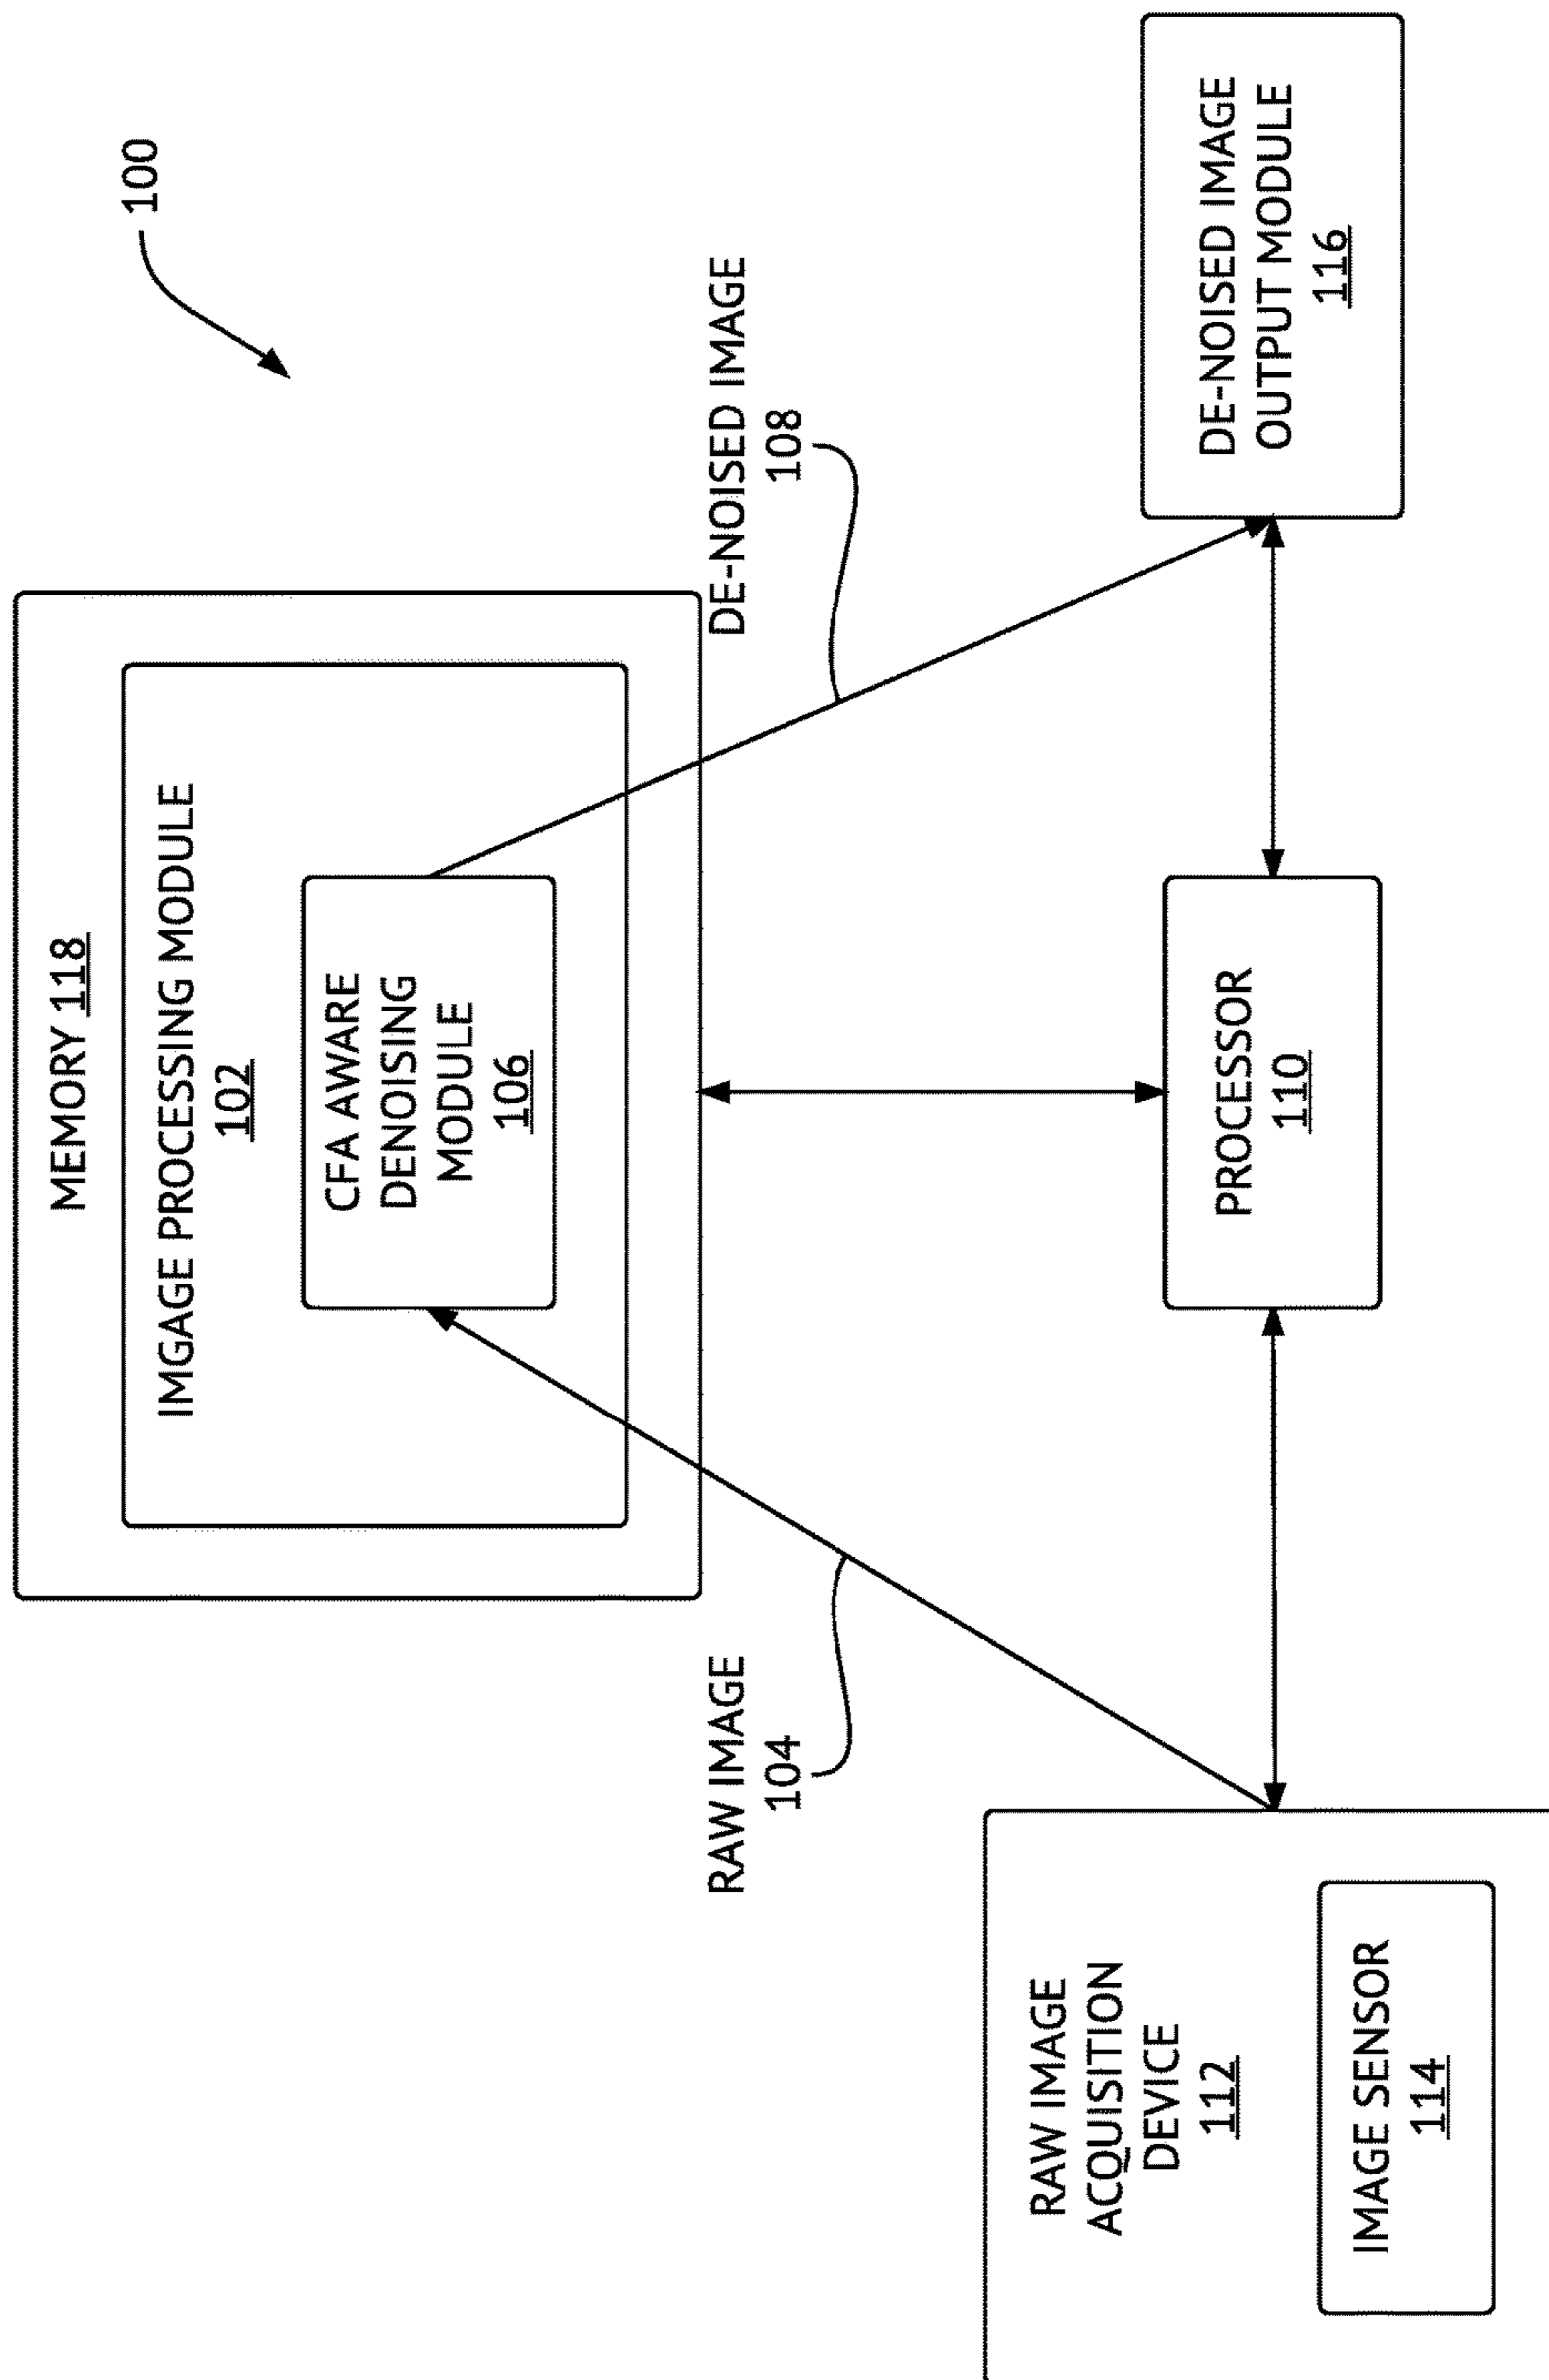 100
MEMORY 118
IMGAGE PROCESSING MODULE
102
CFA AWARE
DENOISING
MODULE
106
RAW IMAGE
104
DE-NOISED IMAGE
108
RAW IMAGE
ACQUISITION
DEVICE
112
IMAGE SENSOR
114
PROCESSOR
110
DE-NOISED IMAGE
OUTPUT MODULE
116